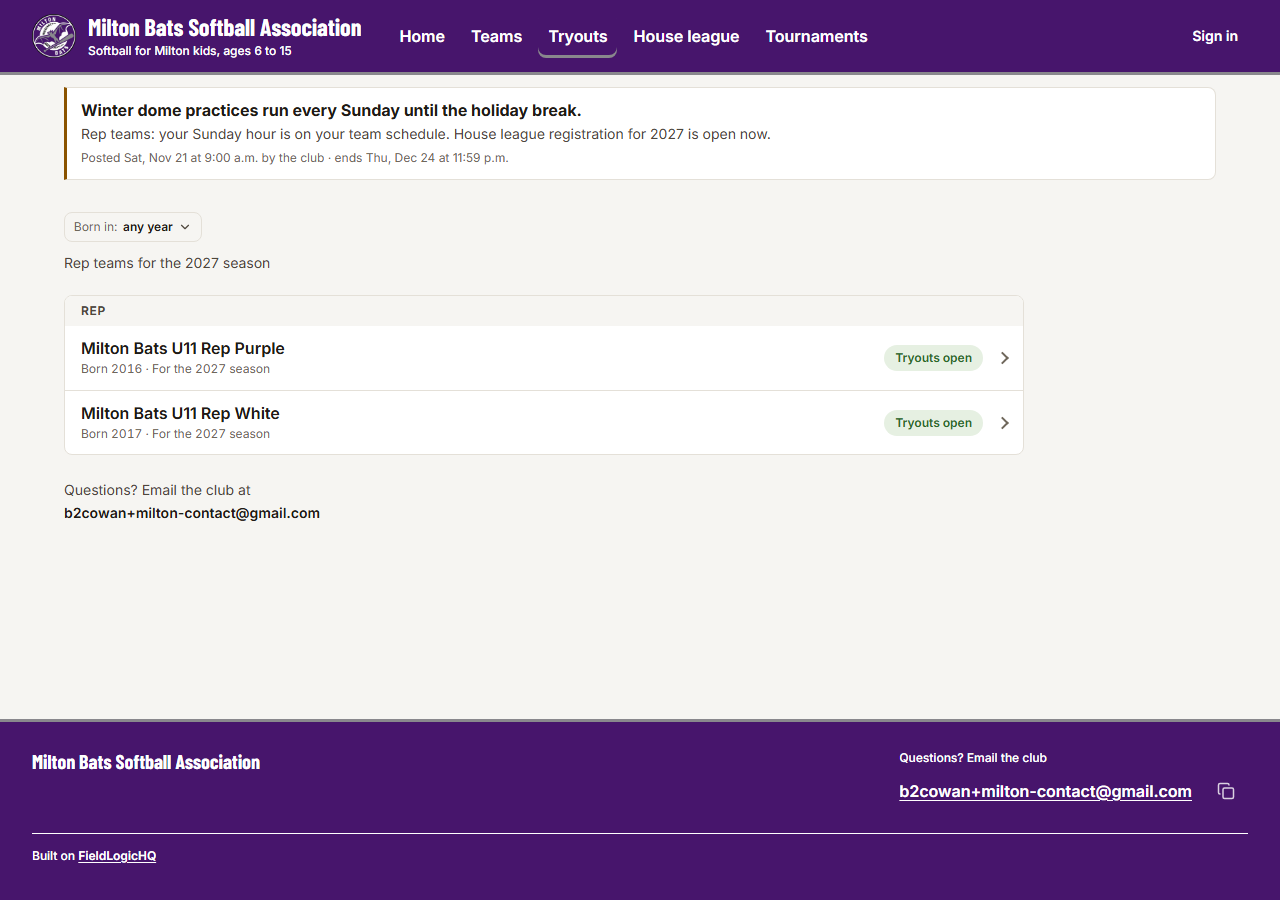 Milton Bats Softball Association
Softball for Milton kids, ages 6 to 15
Home
Teams
Tryouts
House league
Tournaments
Sign in
Winter dome practices run every Sunday until the holiday break.
Rep teams: your Sunday hour is on your team schedule. House league registration for 2027 is open now.
Posted Sat, Nov 21 at 9:00 a.m. by the club · ends Thu, Dec 24 at 11:59 p.m.
Born in: any year
Rep teams for the 2027 season
REP
Milton Bats U11 Rep Purple
Born 2016 · For the 2027 season
Tryouts open
Milton Bats U11 Rep White
Born 2017 · For the 2027 season
Tryouts open
Questions? Email the club at
b2cowan+milton-contact@gmail.com
Milton Bats Softball Association
Questions? Email the club
b2cowan+milton-contact@gmail.com
Built on FieldLogicHQ